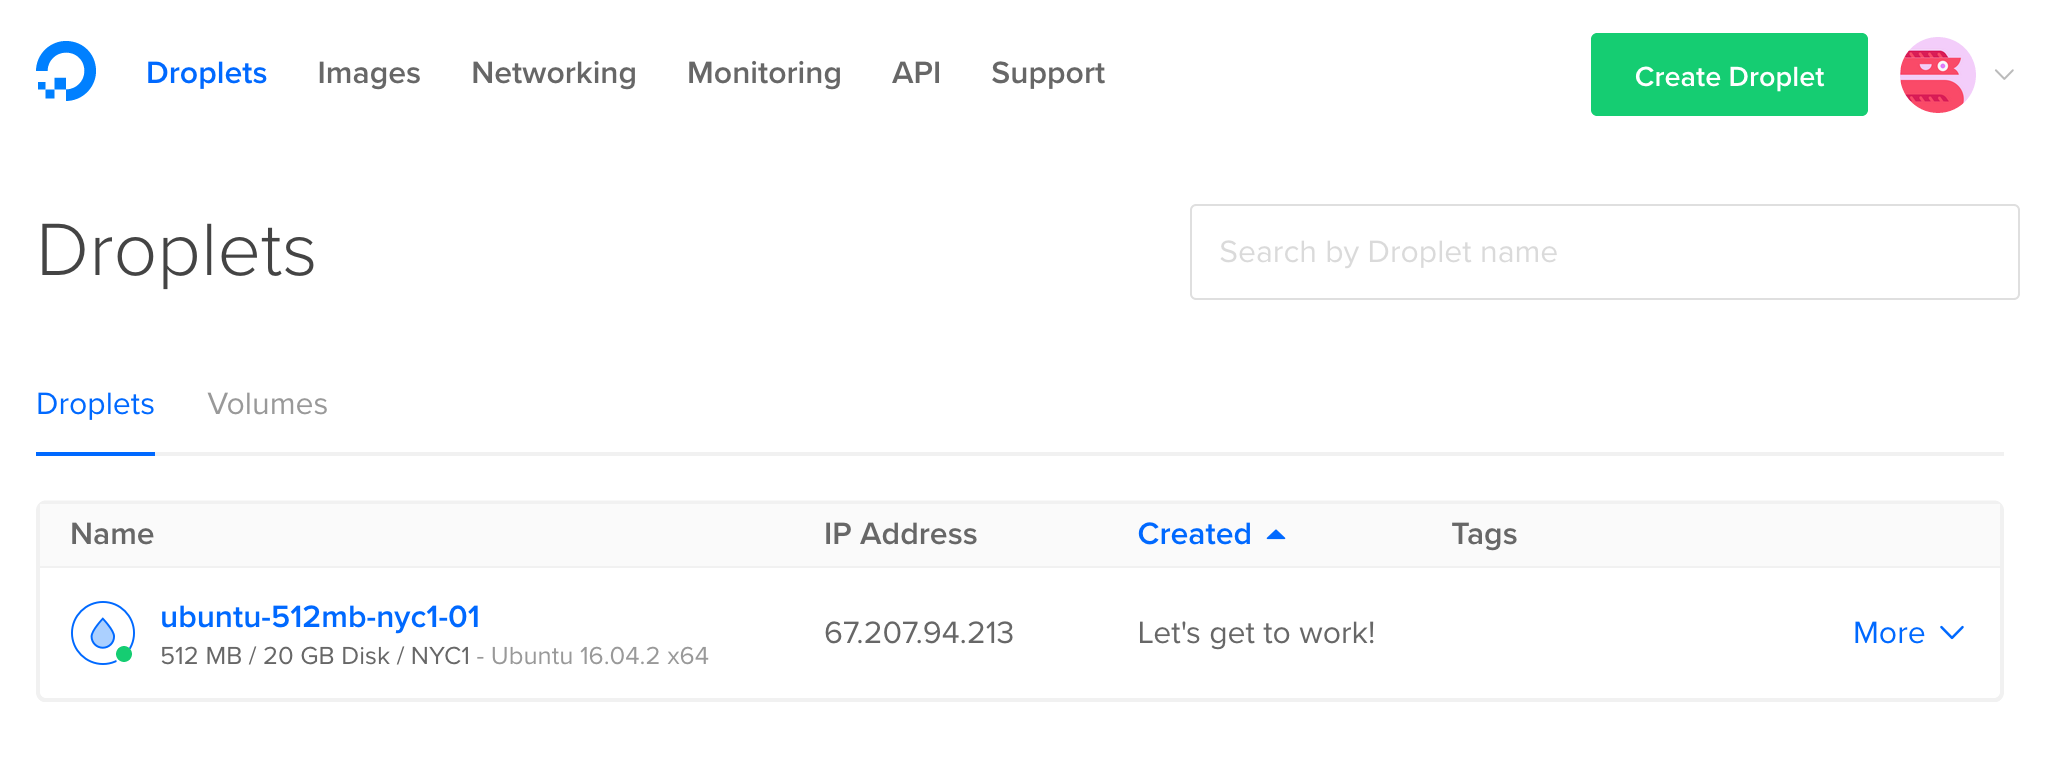 Droplets Images Networking Monitoring API Support Create Droplet
Droplets
Search by Droplet name
Droplets Volumes
Name IP Address Created Tags
ubuntu-512mb-nyc1-01
512 MB / 20 GB Disk / NYC1 - Ubuntu 16.04.2 x64
67.207.94.213
Let's get to work!
More